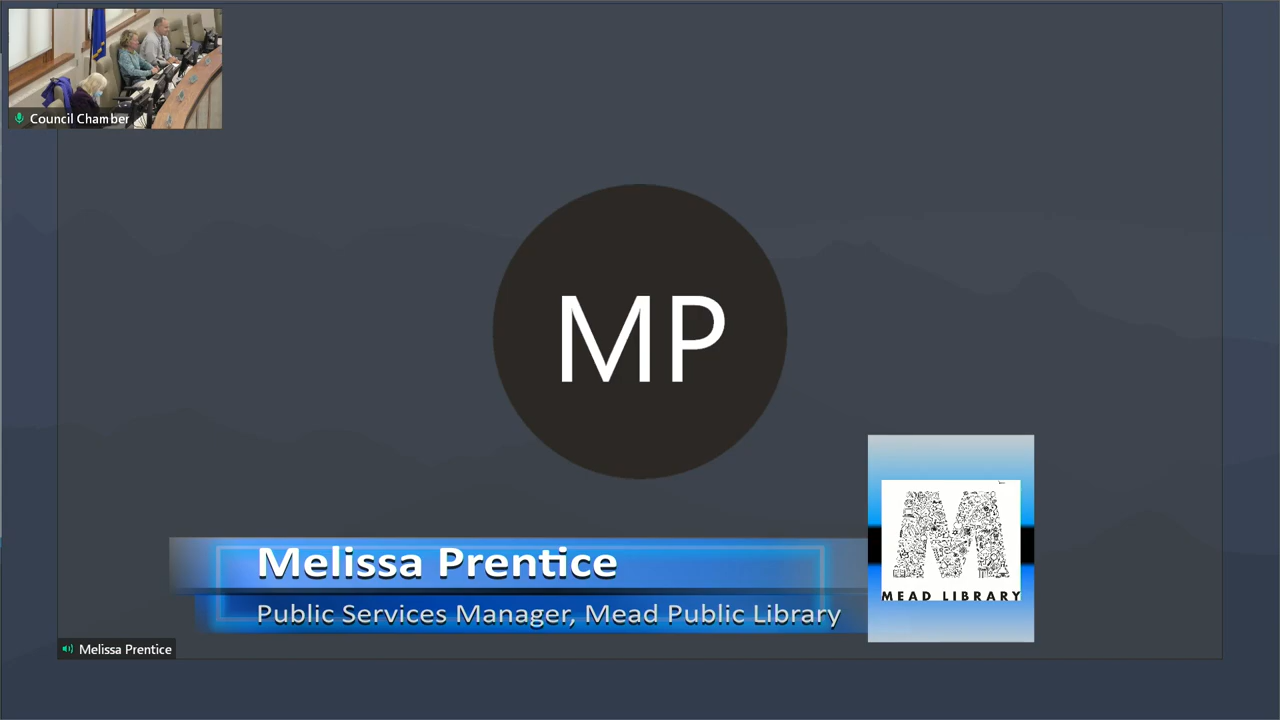 Council Chamber
MP
Melissa Prentice
Public Services Manager, Mead Public Library
MEAD LIBRARY
Melissa Prentice